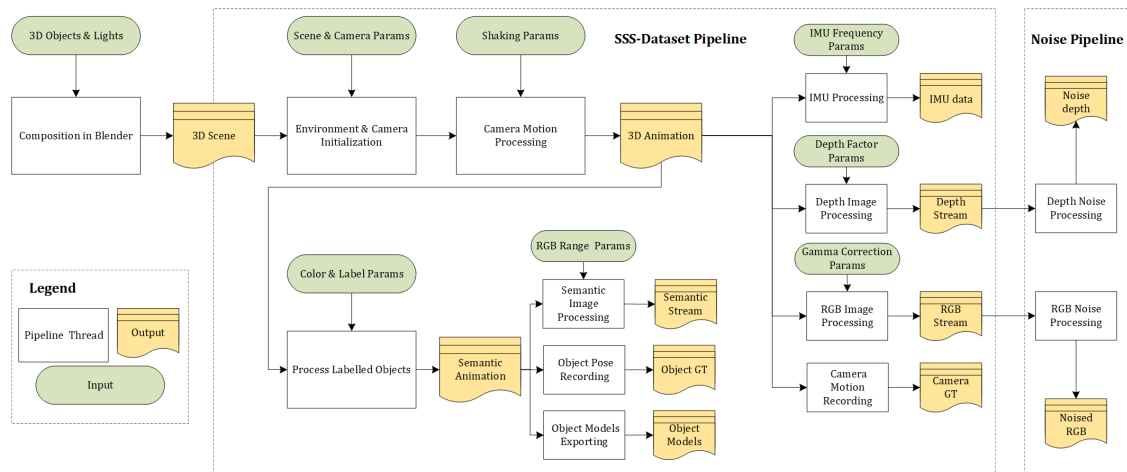 3D Objects & Lights
Scene & Camera Params
Shaking Params
SSS-Dataset Pipeline
IMU Frequency
Params
Noise Pipeline
Composition in Blender
3D Scene
Environment & Camera
Initialization
Camera Motion
Processing
3D Animation
IMU Processing
IMU data
Noise
depth
Depth Factor
Params
Depth Image
Processing
Depth
Stream
Depth Noise
Processing
RGB Range Params
Gamma Correction
Params
Color & Label Params
Semantic
Image
Processing
Semantic
Stream
RGB Image
Processing
RGB
Stream
RGB Noise
Processing
Process Labelled Objects
Semantic
Animation
Object Pose
Recording
Object GT
Camera
Motion
Recording
Camera
GT
Object Models
Exporting
Object
Models
Noised
RGB
Legend
Pipeline Thread
Output
Input